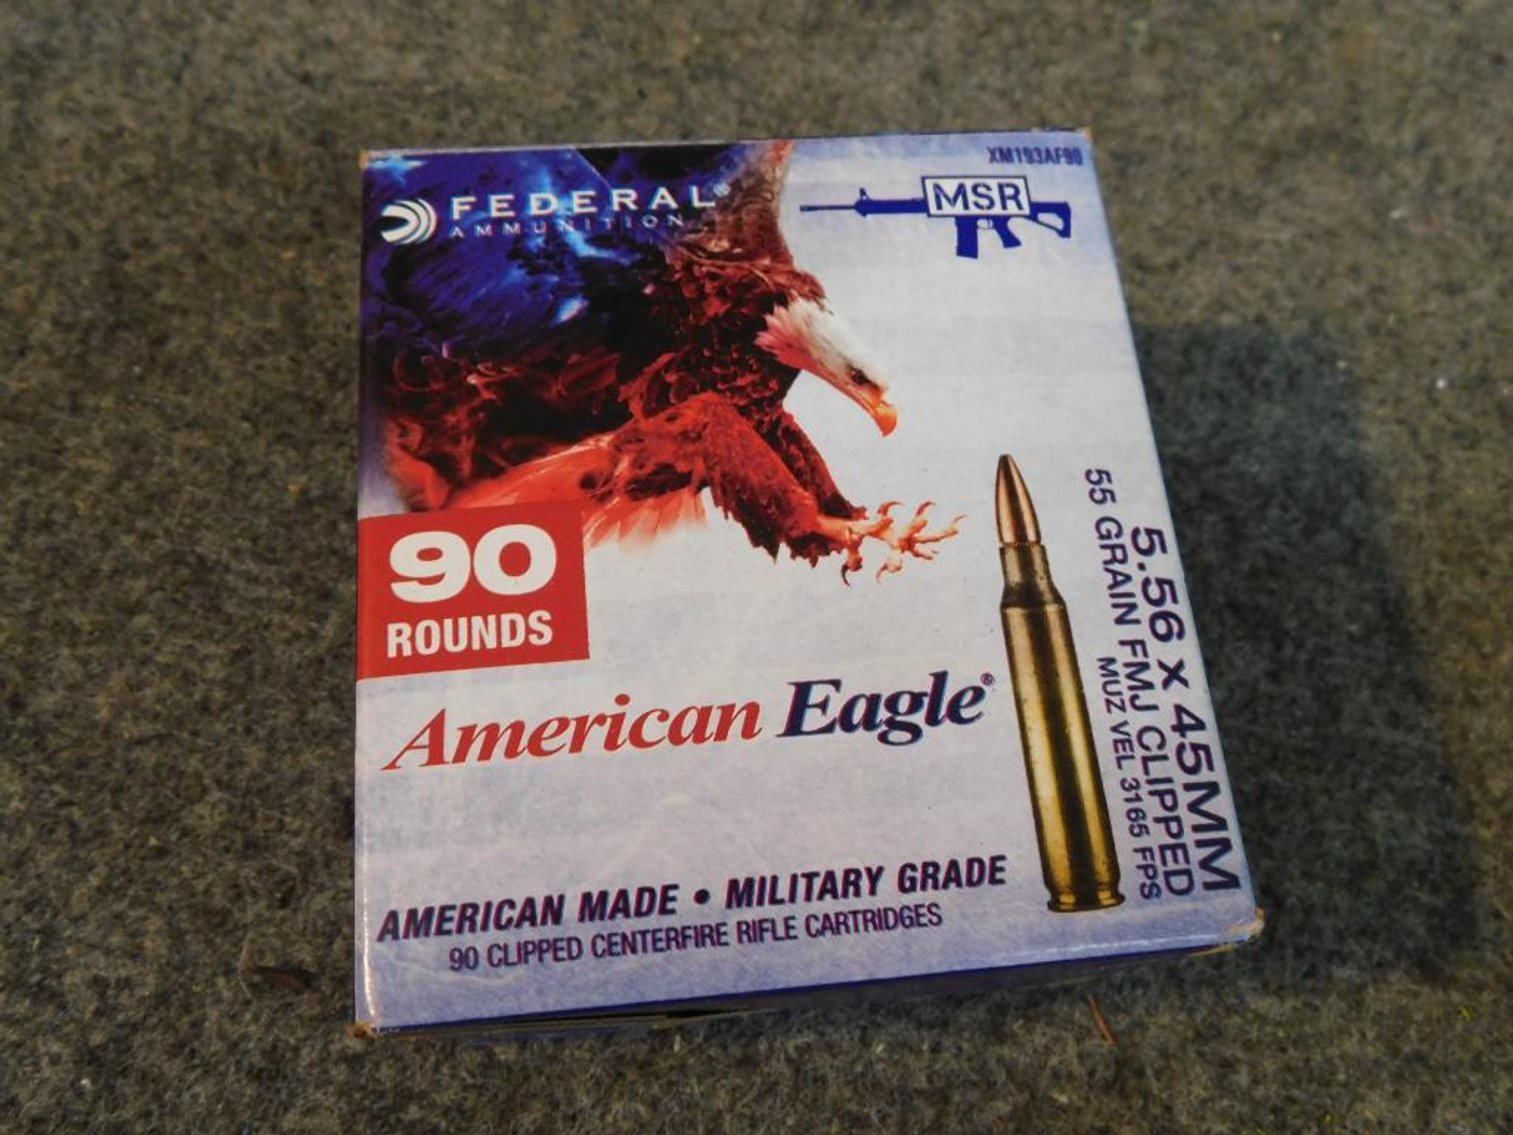 XM193AF90
FEDERAL®
AMMUNITION
MSR
90
ROUNDS
American Eagle®
5.56 x 45MM
55 GRAIN FMJ CLIPPED
MUZ VEL 3165 FPS
AMERICAN MADE • MILITARY GRADE
90 CLIPPED CENTERFIRE RIFLE CARTRIDGES